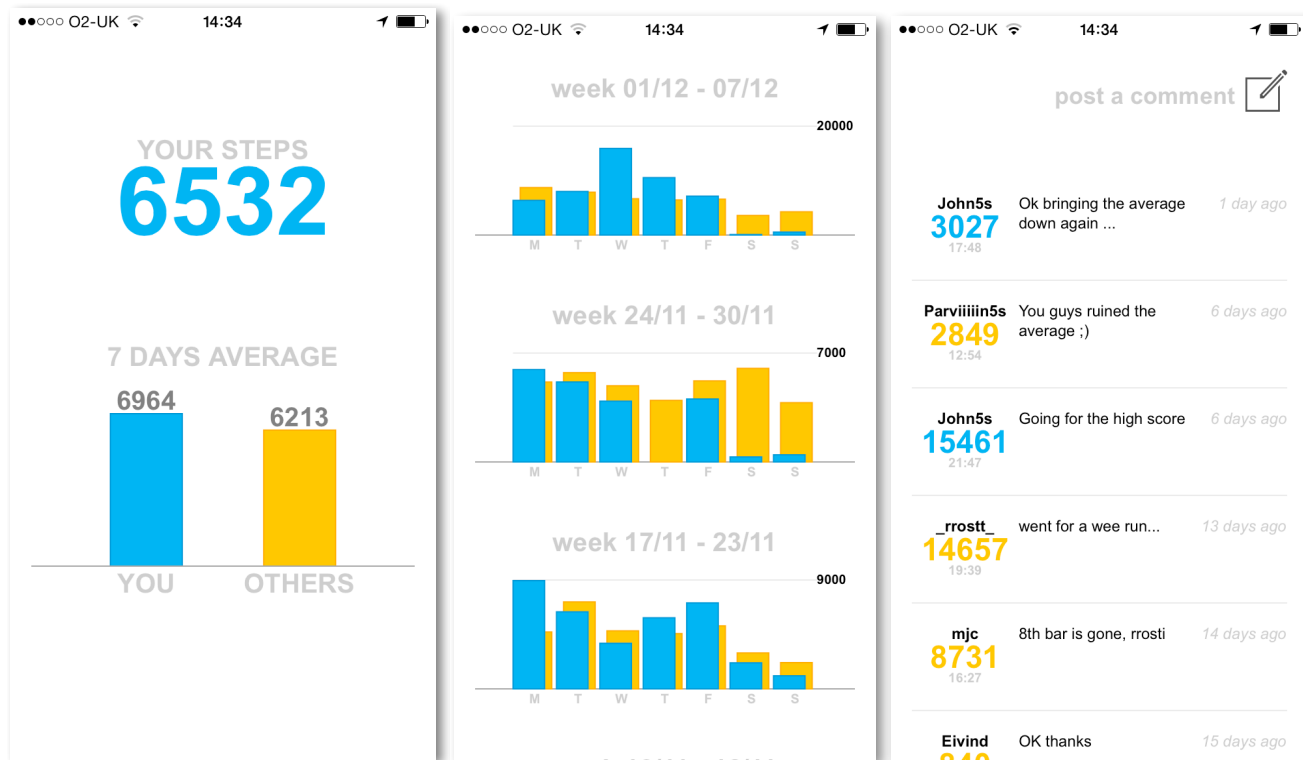 O2-UK 14:34
YOUR STEPS
6532
7 DAYS AVERAGE
6964
6213
YOU
OTHERS
O2-UK 14:34
week 01/12 - 07/12
20000
M T W T F S S
week 24/11 - 30/11
7000
M T W T F S S
week 17/11 - 23/11
9000
M T W T F S S
O2-UK 14:34
post a comment
John5s
3027
17:48
Ok bringing the average
down again ...
1 day ago
Parviiiiin5s
2849
12:54
You guys ruined the
average ;)
6 days ago
John5s
15461
21:47
Going for the high score
6 days ago
_rrostt_
14657
19:39
went for a wee run...
13 days ago
mjc
8731
16:27
8th bar is gone, rrosti
14 days ago
Eivind
OK thanks
15 days ago